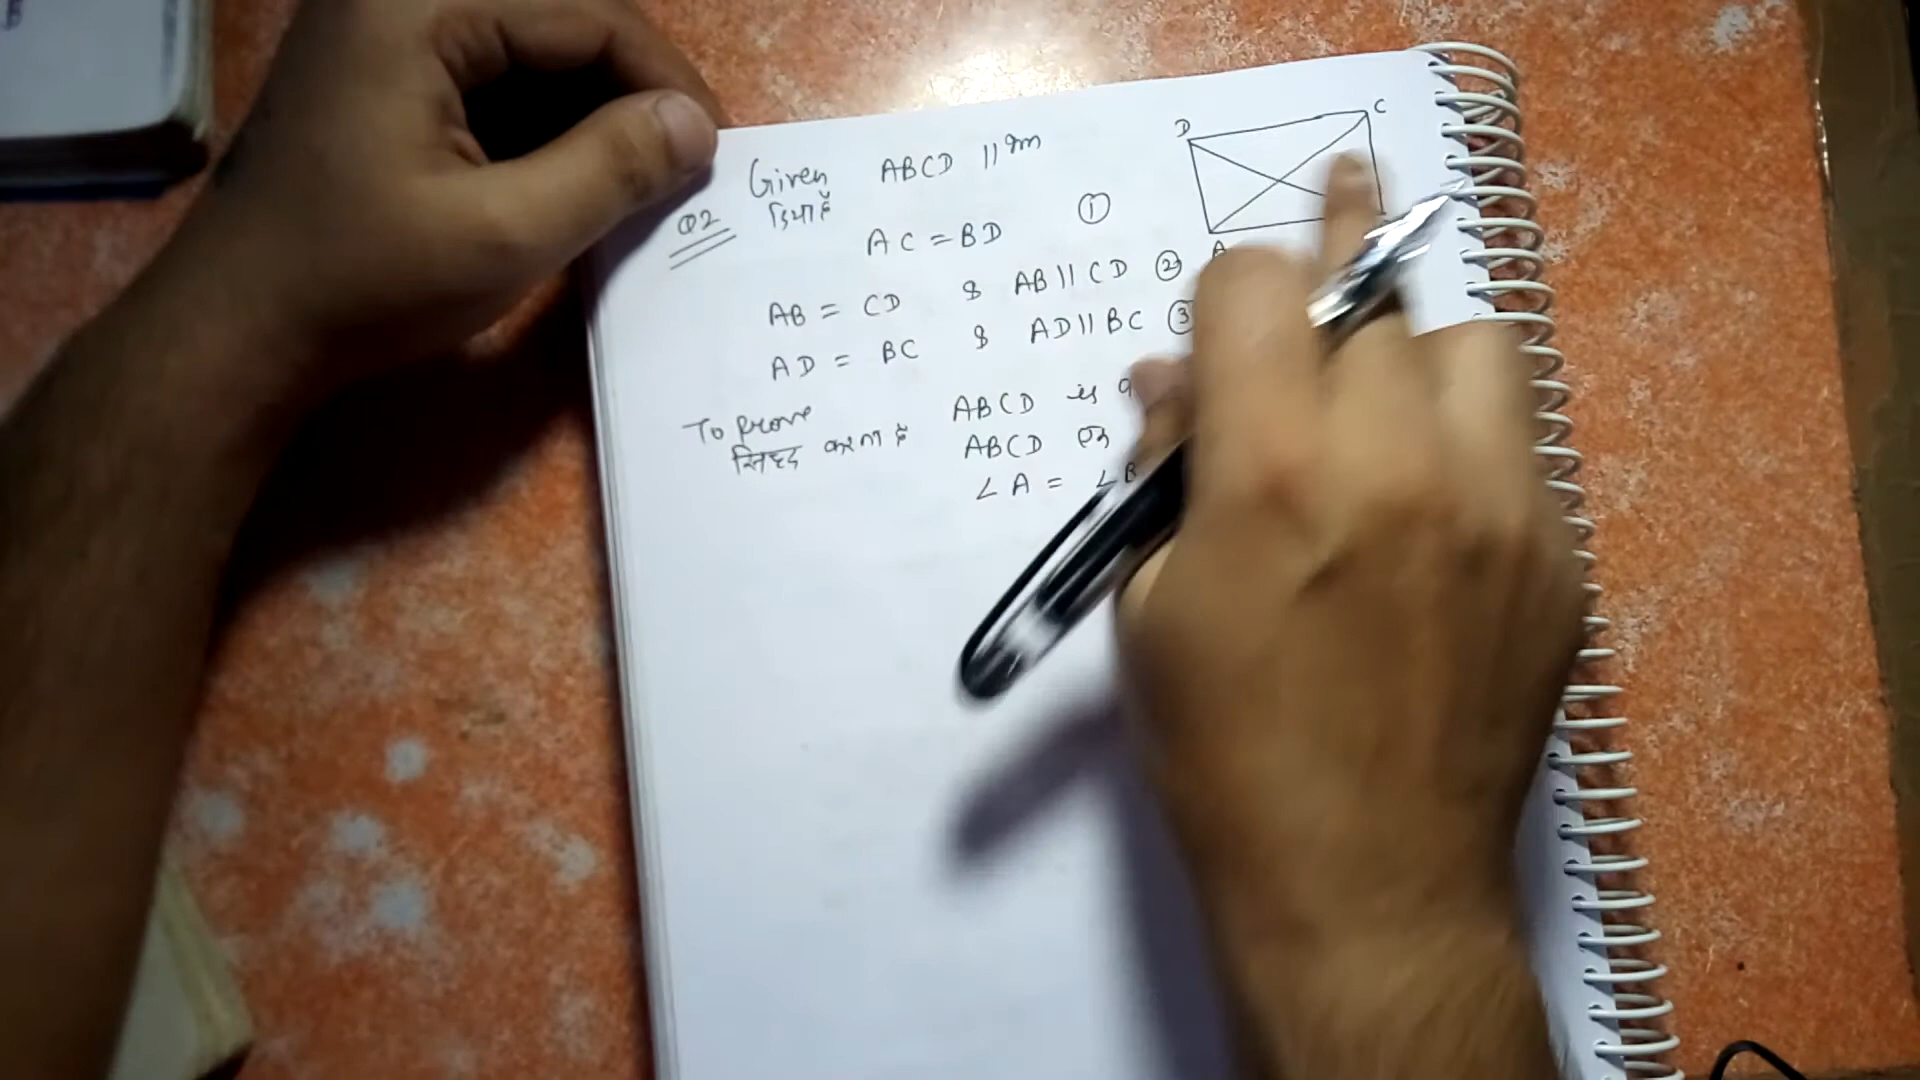 Q2 Given ABCD ||gm
दिया है
AC = BD ①
AB = CD & AB || CD ②
AD = BC & AD || BC ③
To prove ABCD is
सिद्ध करना है ABCD एक
∠A = ∠B
D C
A
B